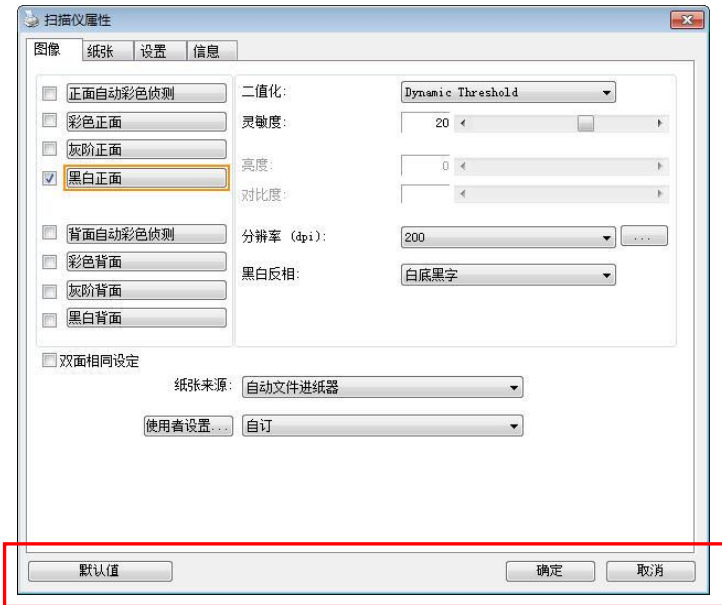 扫描仪属性
图像 纸张 设置 信息
正面自动彩色侦测
彩色正面
灰阶正面
黑白正面
背面自动彩色侦测
彩色背面
灰阶背面
黑白背面
二值化: Dynamic Threshold
灵敏度: 20
亮度: 0
对比度:
分辨率 (dpi): 200 ...
黑白反相: 白底黑字
双面相同设定
纸张来源: 自动文件进纸器
使用者设置... 自订
默认值 确定 取消